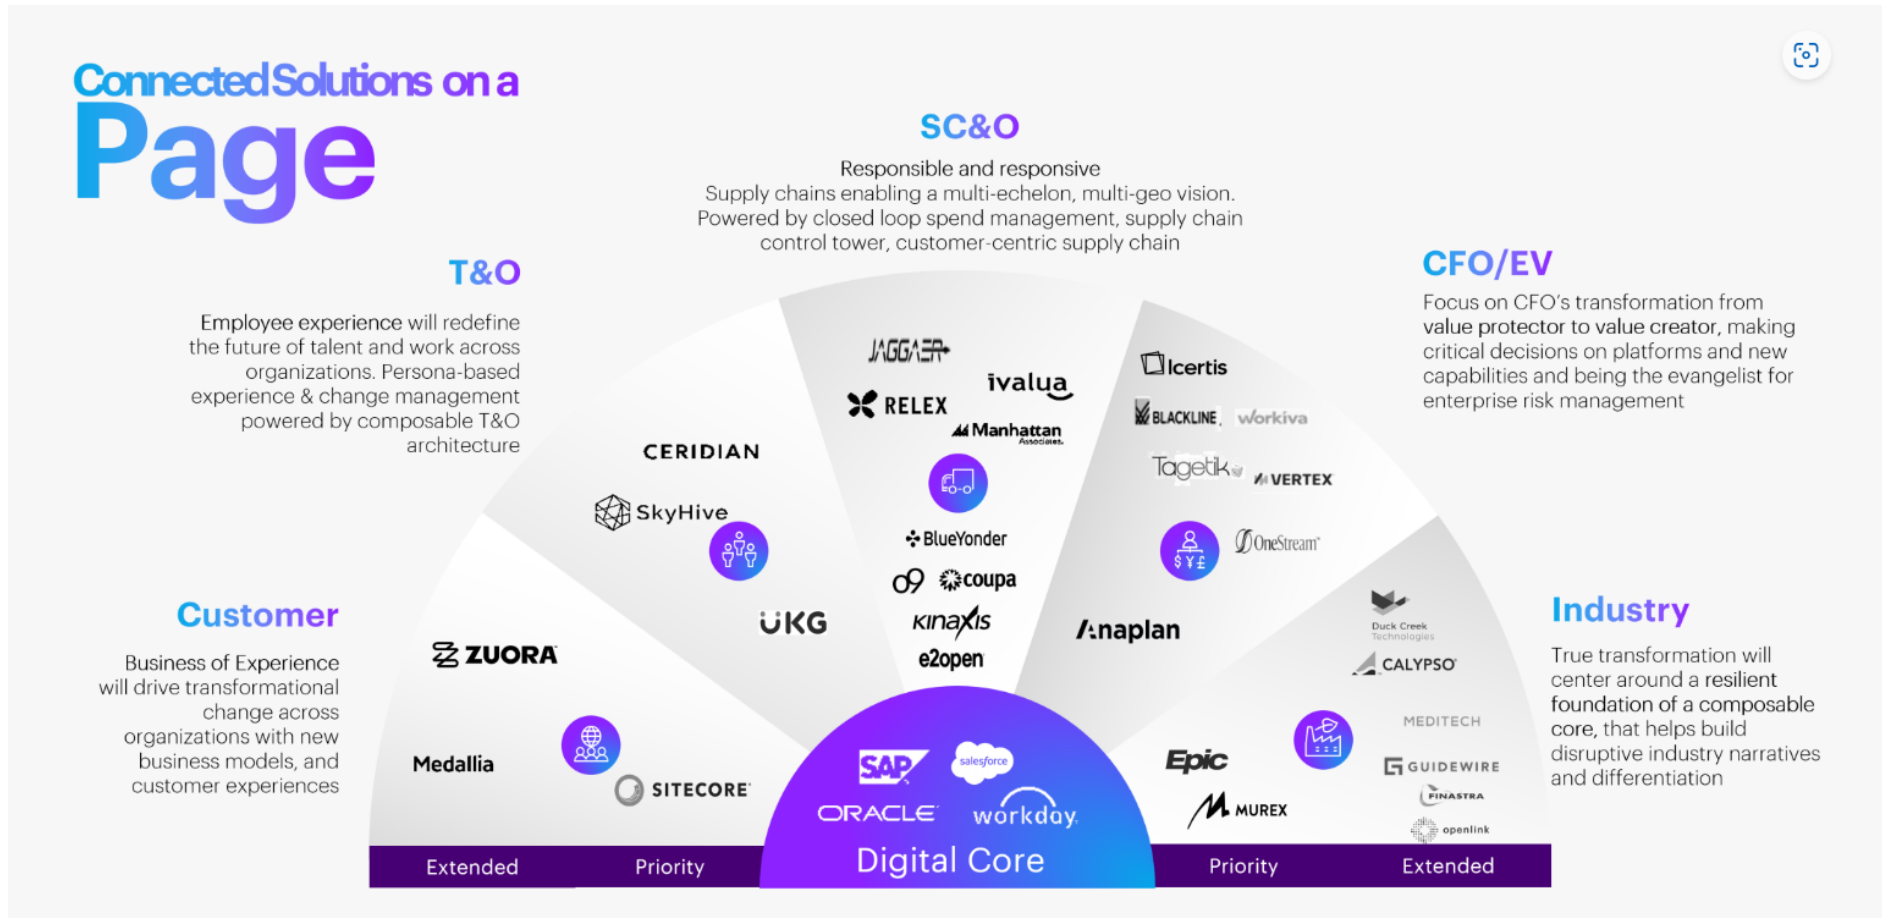 Connected Solutions on a
Page
SC&O
Responsible and responsive
Supply chains enabling a multi-echelon, multi-geo vision.
Powered by closed loop spend management, supply chain
control tower, customer-centric supply chain
T&O
Employee experience will redefine
the future of talent and work across
organizations. Persona-based
experience & change management
powered by composable T&O
architecture
CFO/EV
Focus on CFO's transformation from
value protector to value creator, making
critical decisions on platforms and new
capabilities and being the evangelist for
enterprise risk management
Customer
Business of Experience
will drive transformational
change across
organizations with new
business models, and
customer experiences
Industry
True transformation will
center around a resilient
foundation of a composable
core, that helps build
disruptive industry narratives
and differentiation
ZUORA
Medallia
SITECORE
CERIDIAN
SkyHive
UKG
JAGGAER
ivalua
RELEX
Manhattan
Associates.
BlueYonder
o9
coupa
KINAXIS
e2open
Icertis
BLACKLINE
workiva
Tagetik
VERTEX
OneStream
$ ¥ £
Anaplan
Duck Creek
Technologies
CALYPSO
MEDITECH
Epic
GUIDEWIRE
FINASTRA
MUREX
openlink
SAP
salesforce
ORACLE
workday.
Digital Core
Extended
Priority
Priority
Extended